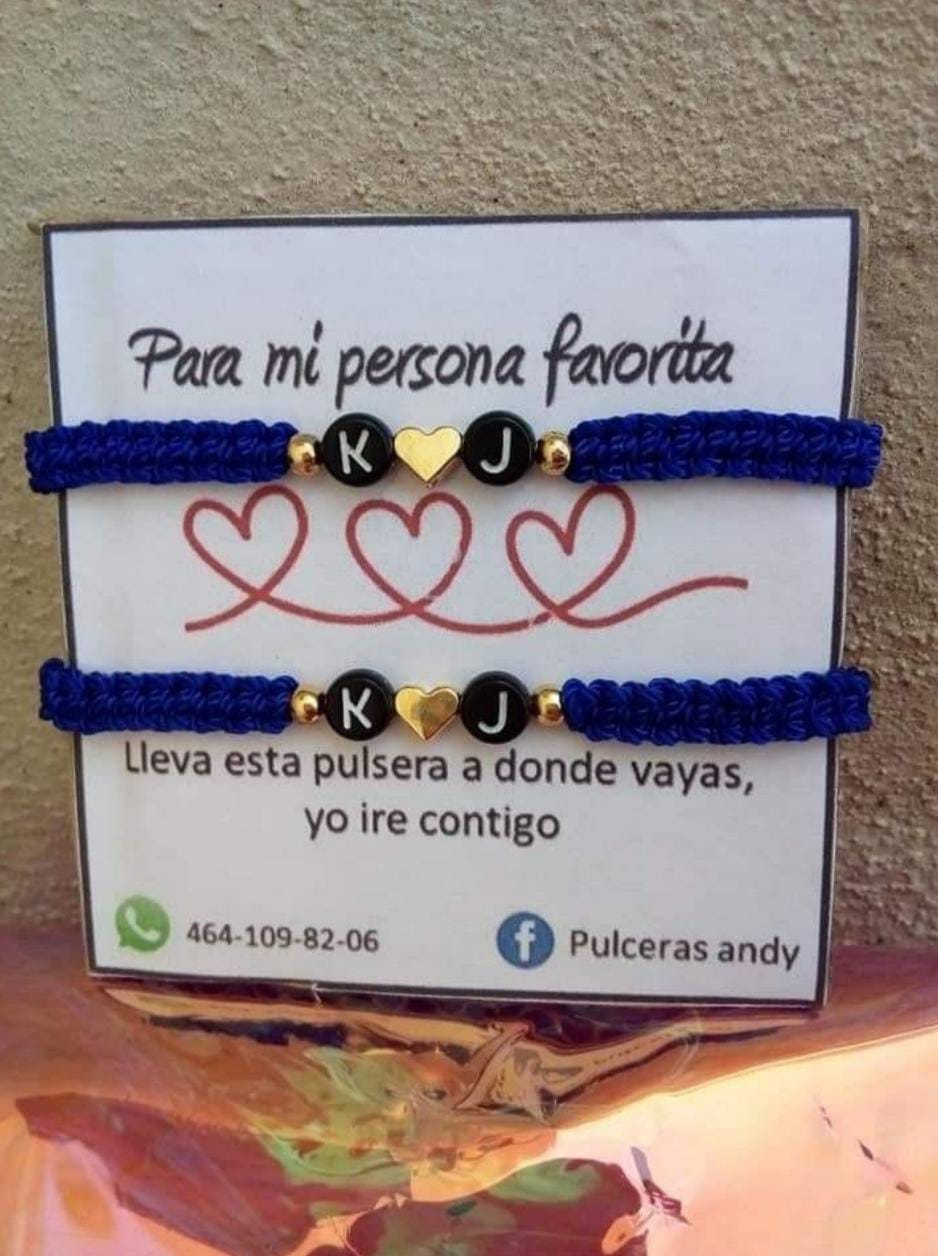 Para mi persona favorita
K J
K J
Lleva esta pulsera a donde vayas,
yo ire contigo
464-109-82-06
f Pulceras andy